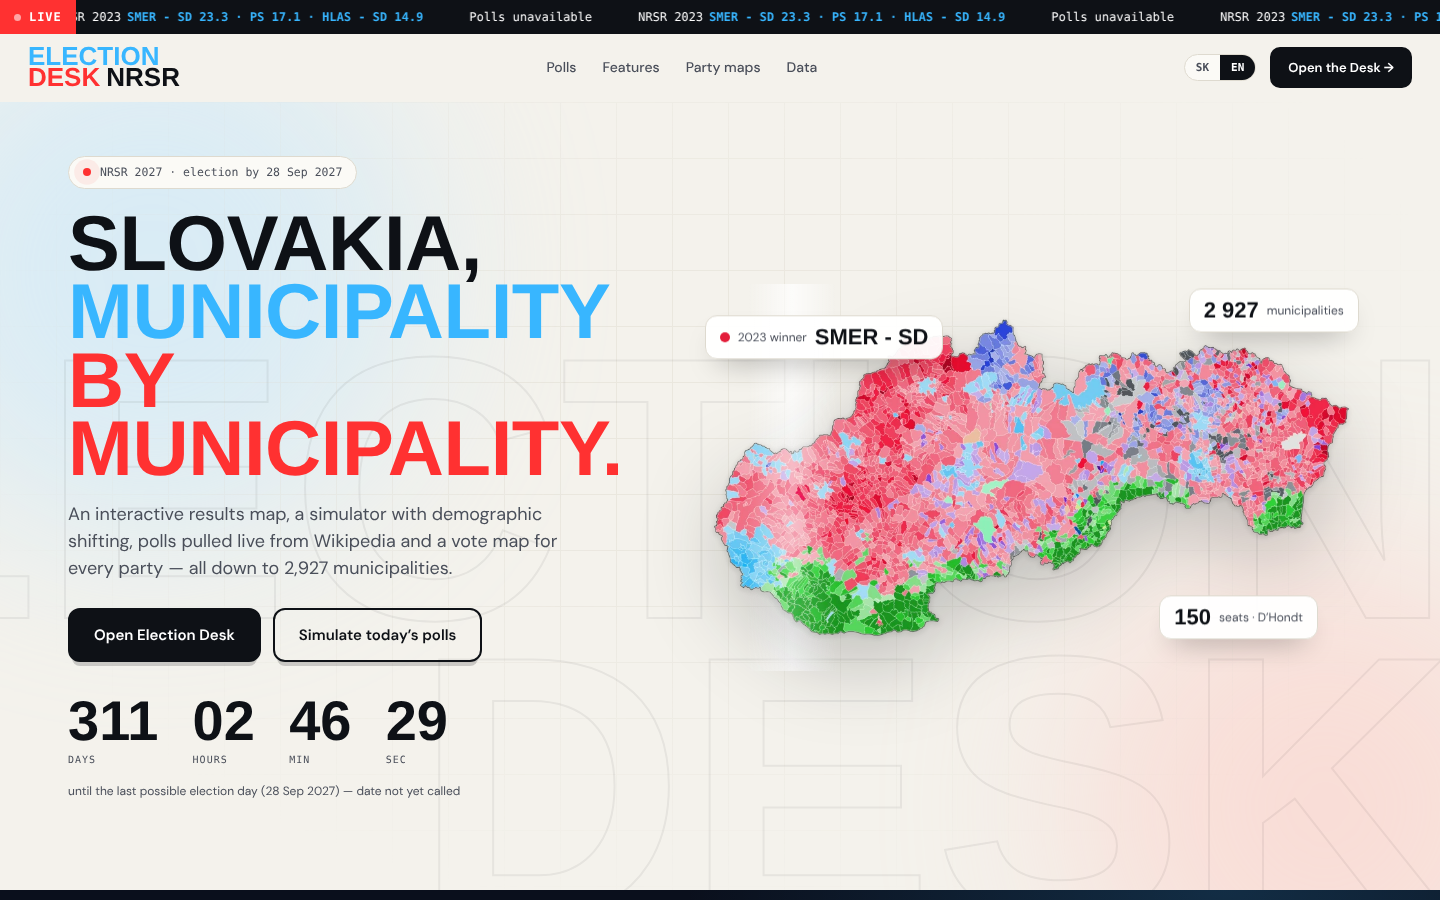 LIVE
SR 2023 SMER - SD 23.3 · PS 17.1 · HLAS - SD 14.9 Polls unavailable NRSR 2023 SMER - SD 23.3 · PS 17.1 · HLAS - SD 14.9 Polls unavailable NRSR 2023 SMER - SD 23.3 · PS 1
ELECTION
DESK NRSR
Polls Features Party maps Data
SK EN
Open the Desk →
NRSR 2027 · election by 28 Sep 2027
SLOVAKIA,
MUNICIPALITY
BY
MUNICIPALITY.
An interactive results map, a simulator with demographic
shifting, polls pulled live from Wikipedia and a vote map for
every party — all down to 2,927 municipalities.
Open Election Desk
Simulate today’s polls
311 02 46 29
DAYS HOURS MIN SEC
until the last possible election day (28 Sep 2027) — date not yet called
2023 winner SMER - SD
2 927 municipalities
150 seats · D’Hondt
DESK